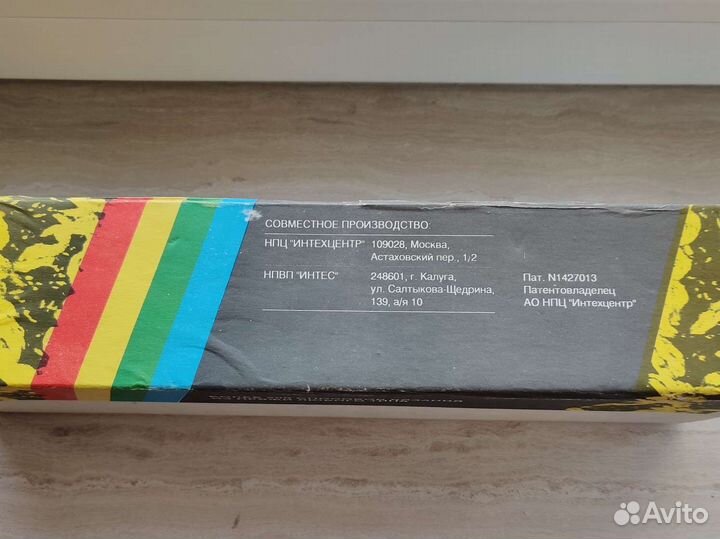 СОВМЕСТНОЕ ПРОИЗВОДСТВО:
НПЦ "ИНТЕХЦЕНТР" 109028, Москва,
Астаховский пер., 1/2
НПВП "ИНТЕС" 248601, г. Калуга,
ул. Салтыкова-Щедрина,
139, а/я 10
Пат. N1427013
Патентовладелец
АО НПЦ "Интехцентр"
Avito